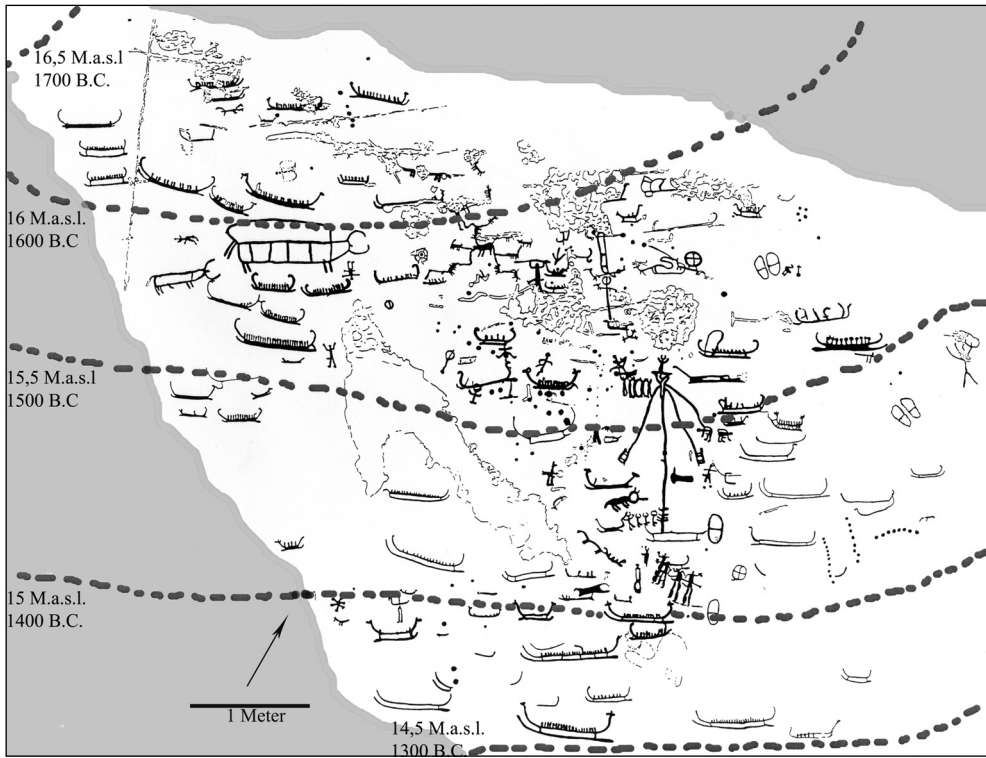 16,5 M.a.s.l
1700 B.C.
16 M.a.s.l.
1600 B.C
15,5 M.a.s.l
1500 B.C
15 M.a.s.l.
1400 B.C.
1 Meter
14,5 M.a.s.l.
1300 B.C.